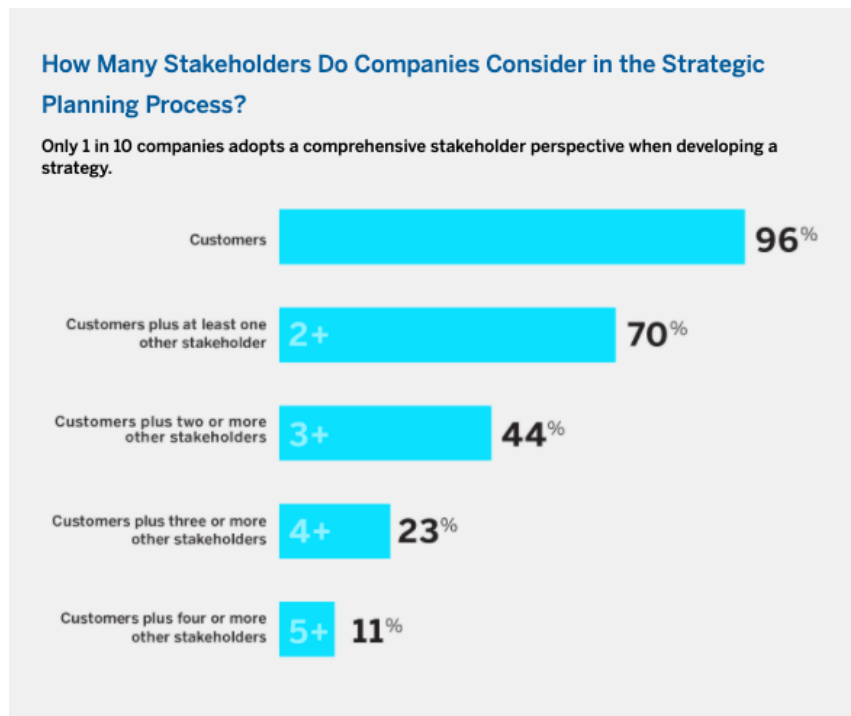 How Many Stakeholders Do Companies Consider in the Strategic
Planning Process?
Only 1 in 10 companies adopts a comprehensive stakeholder perspective when developing a
strategy.
Customers
96%
Customers plus at least one
other stakeholder
2+
70%
Customers plus two or more
other stakeholders
3+
44%
Customers plus three or more
other stakeholders
4+
23%
Customers plus four or more
other stakeholders
5+
11%